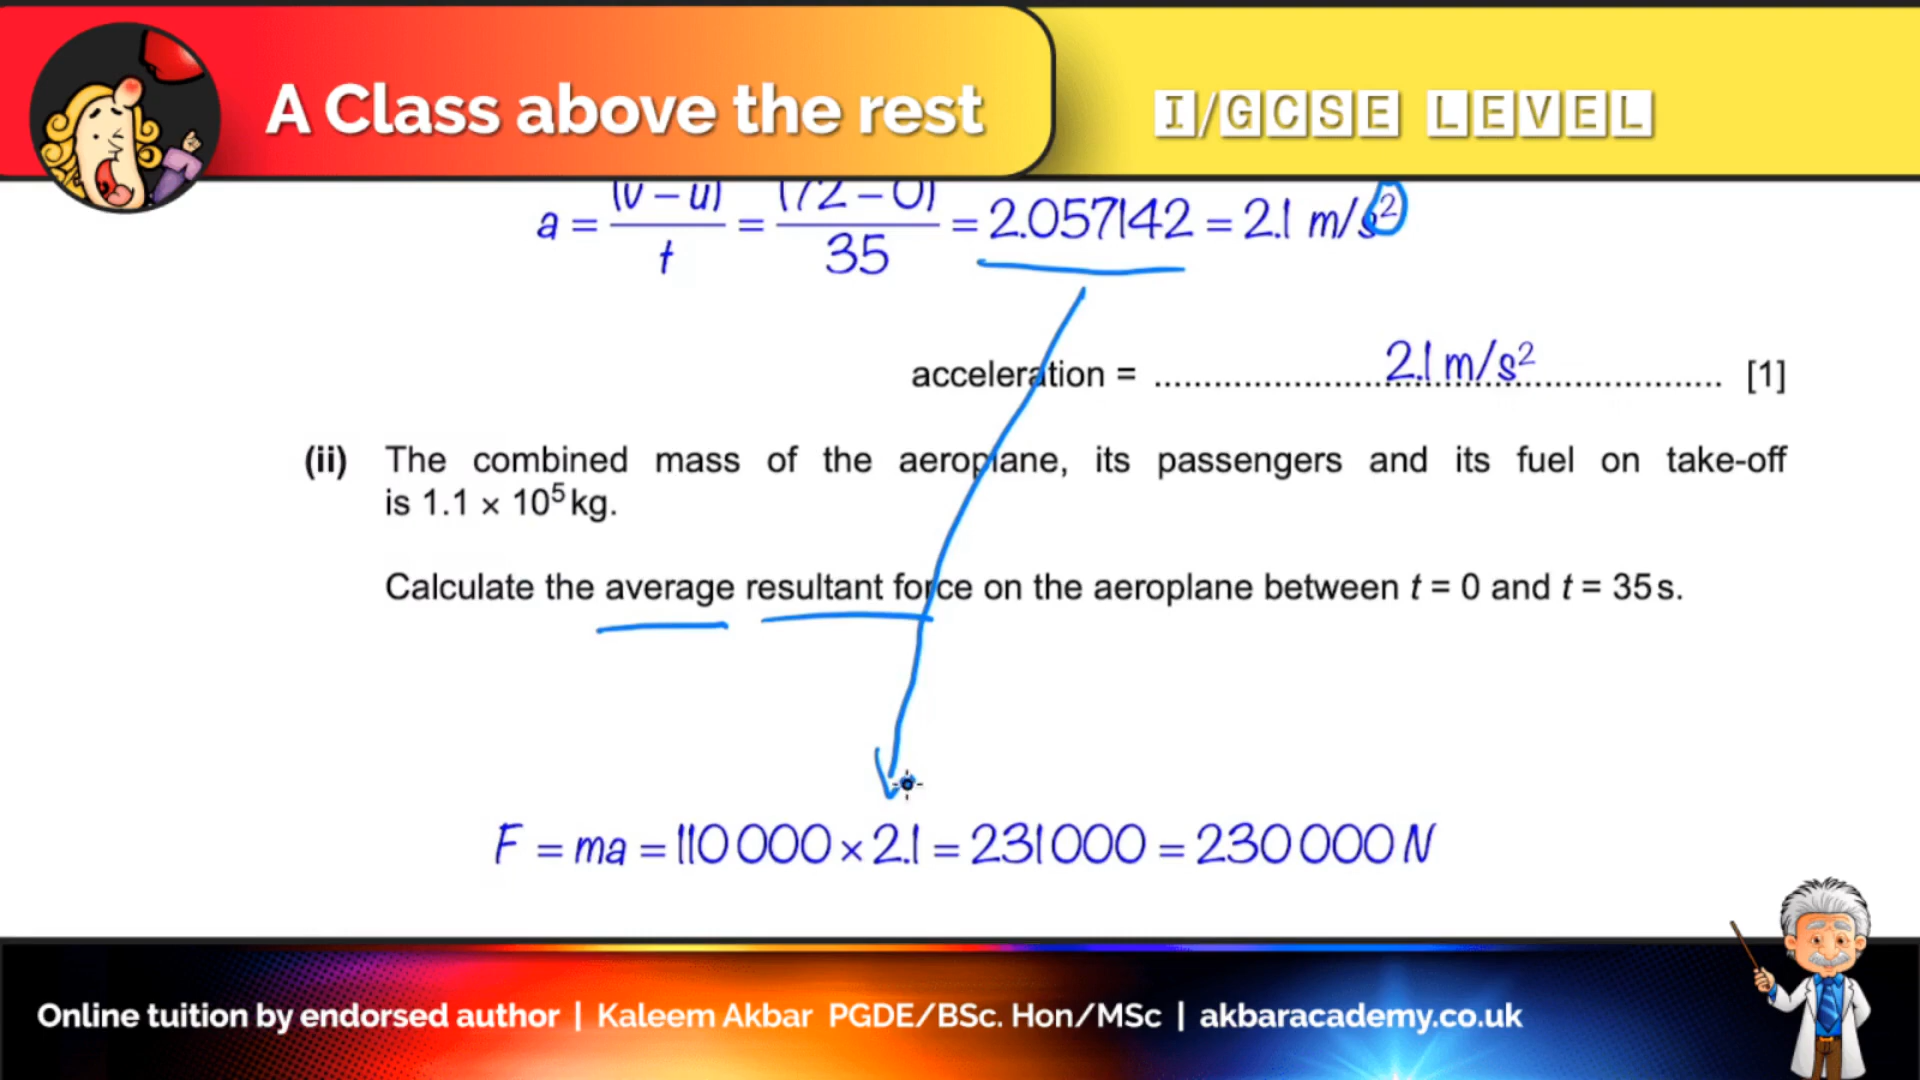 A Class above the rest
I/GCSE LEVEL
a = (v – u) / t = (72 – 0) / 35 = 2.057142 = 2.1 m/s²
acceleration = ........................................................ 2.1 m/s² [1]
(ii) The combined mass of the aeroplane, its passengers and its fuel on take-off
is 1.1 × 10⁵ kg.
Calculate the average resultant force on the aeroplane between t = 0 and t = 35 s.
F = ma = 110 000 × 2.1 = 231000 = 230 000 N
Online tuition by endorsed author | Kaleem Akbar PGDE/BSc. Hon/MSc | akbaracademy.co.uk